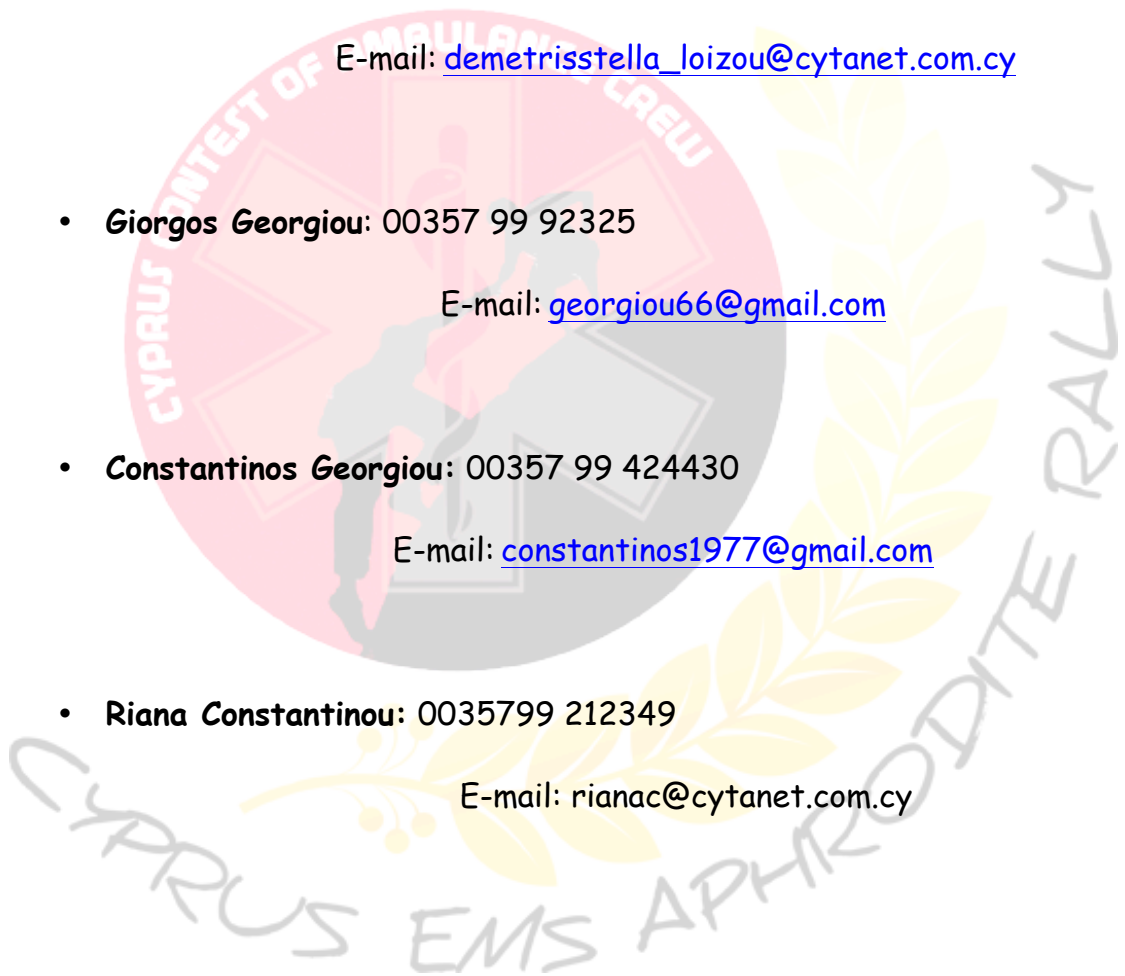 E-mail: demetrisstella_loizou@cytanet.com.cy
• Giorgos Georgiou: 00357 99 92325
E-mail: georgiou66@gmail.com
• Constantinos Georgiou: 00357 99 424430
E-mail: constantinos1977@gmail.com
• Riana Constantinou: 0035799 212349
E-mail: rianac@cytanet.com.cy
CYPRUS CONTEST OF AMBULANCE CREW
CYPRUS EMS APHRODITE RALLY